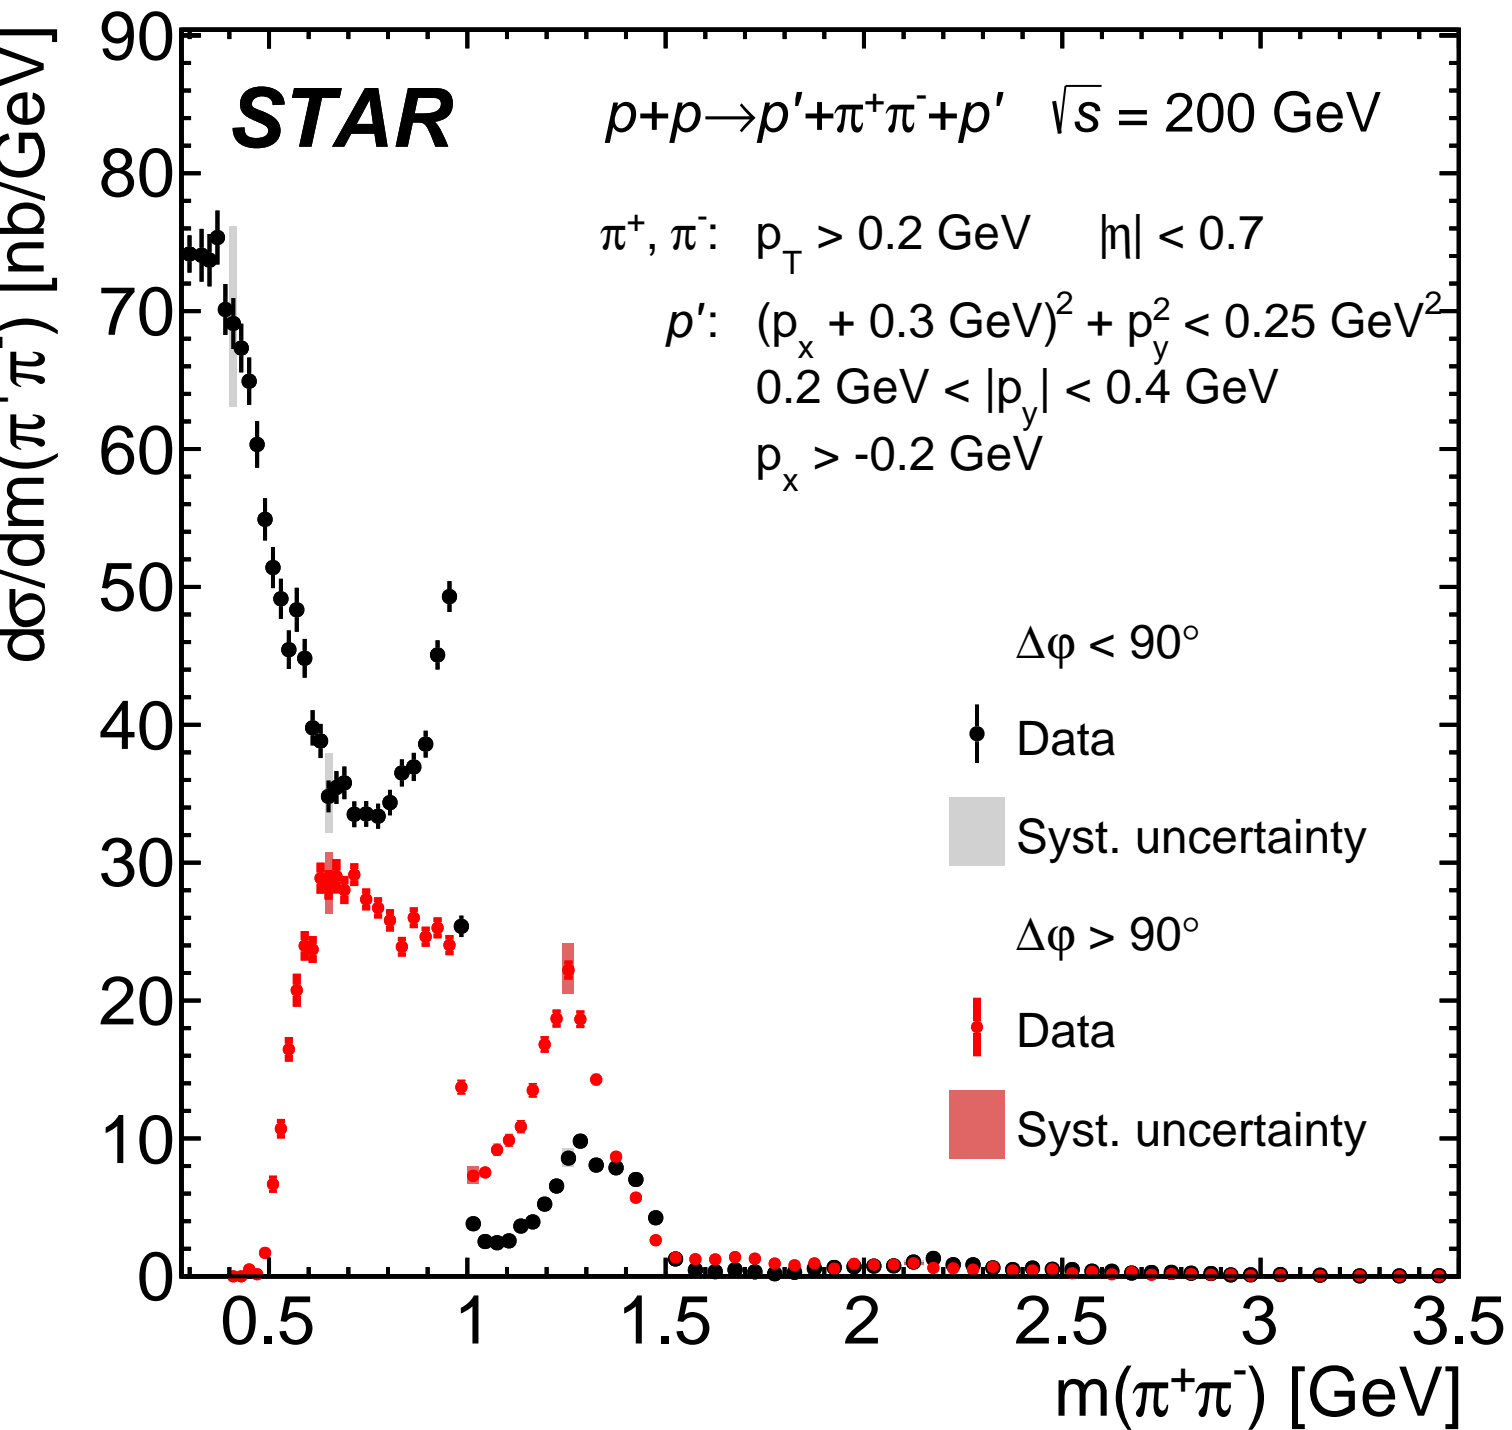 dσ/dm(π⁺π⁻) [nb/GeV]
90
80
70
60
50
40
30
20
10
0
STAR
p+p→p′+π⁺π⁻+p′ √s = 200 GeV
π⁺, π⁻: p_T > 0.2 GeV |η| < 0.7
p′: (p_x + 0.3 GeV)² + p_y² < 0.25 GeV²
0.2 GeV < |p_y| < 0.4 GeV
p_x > -0.2 GeV
Δφ < 90°
Data
Syst. uncertainty
Δφ > 90°
Data
Syst. uncertainty
0.5 1 1.5 2 2.5 3 3.5
m(π⁺π⁻) [GeV]